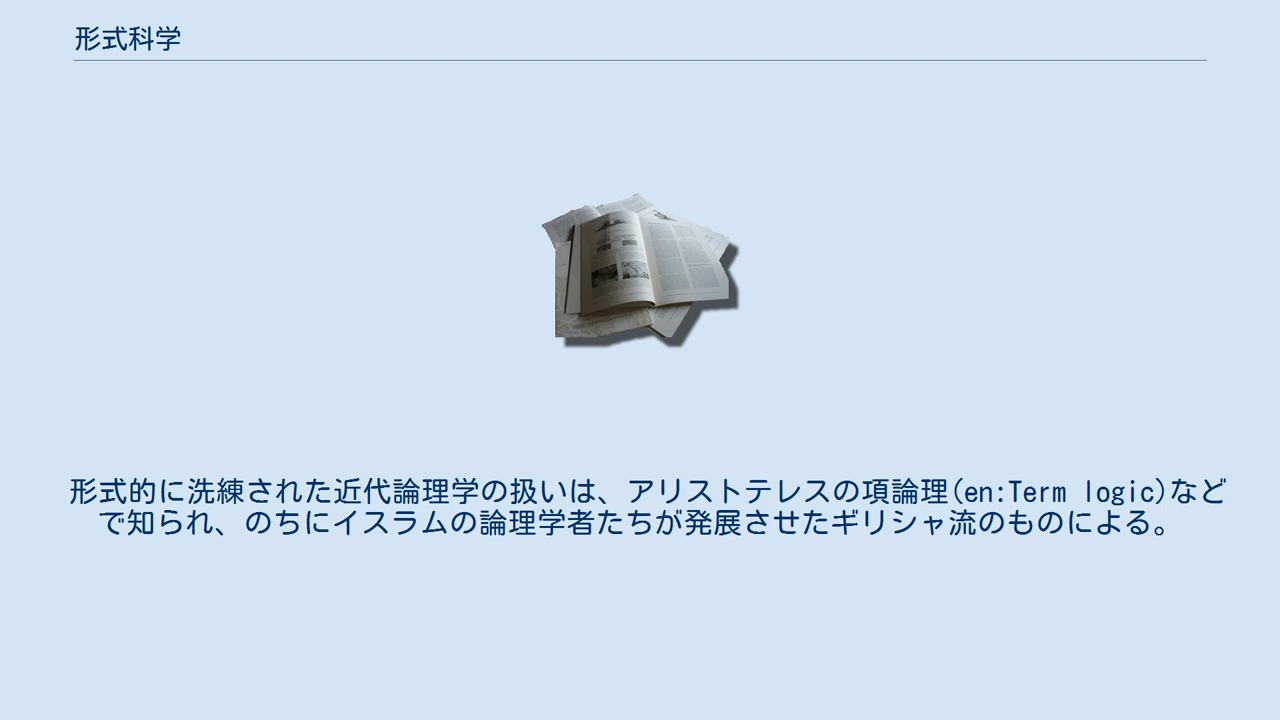 形式科学
形式的に洗練された近代論理学の扱いは、アリストテレスの項論理(en:Term logic)など
で知られ、のちにイスラムの論理学者たちが発展させたギリシャ流のものによる。